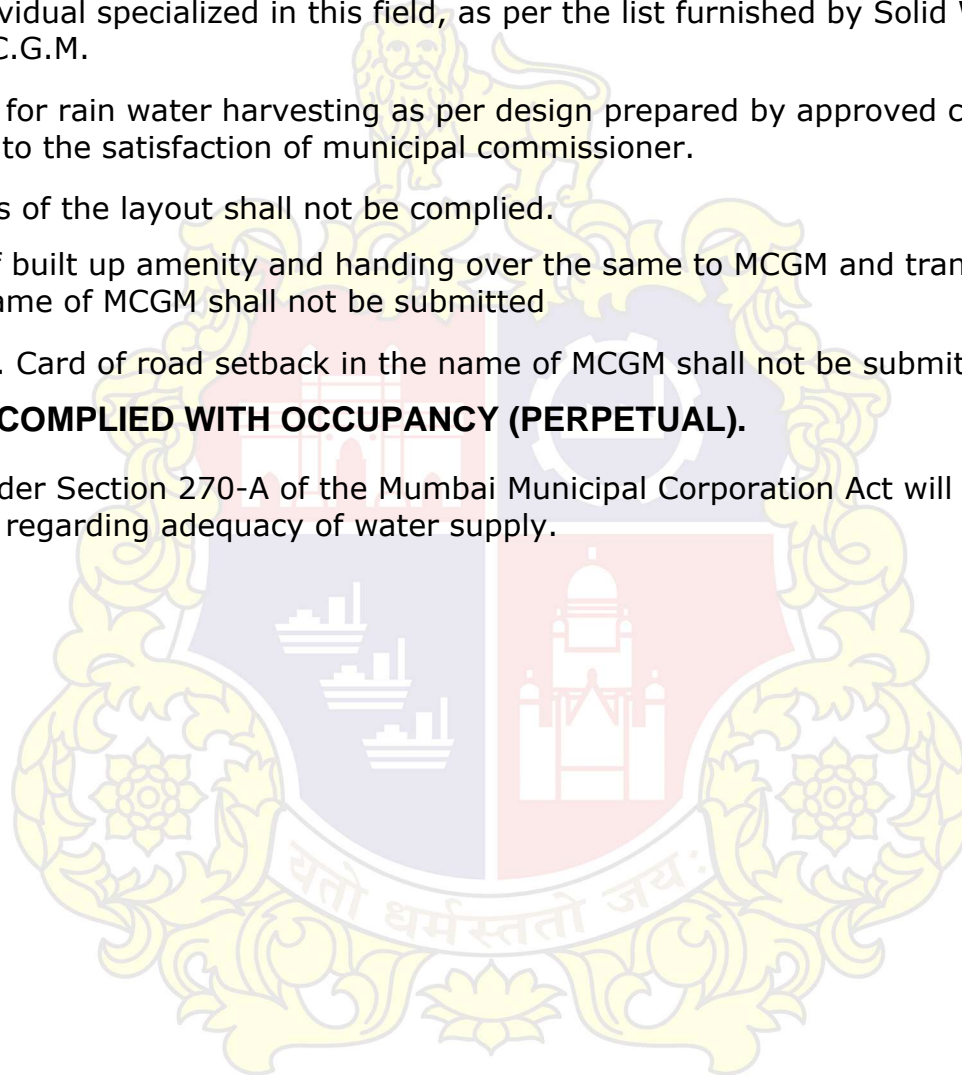 vidual specialized in this field, as per the list furnished by Solid
C.G.M.
for rain water harvesting as per design prepared by approved
to the satisfaction of municipal commissioner.
s of the layout shall not be complied.
built up amenity and handing over the same to MCGM and tran
ame of MCGM shall not be submitted
. Card of road setback in the name of MCGM shall not be submit
COMPLIED WITH OCCUPANCY (PERPETUAL).
der Section 270-A of the Mumbai Municipal Corporation Act will
regarding adequacy of water supply.
यतो धर्मस्ततो जय: